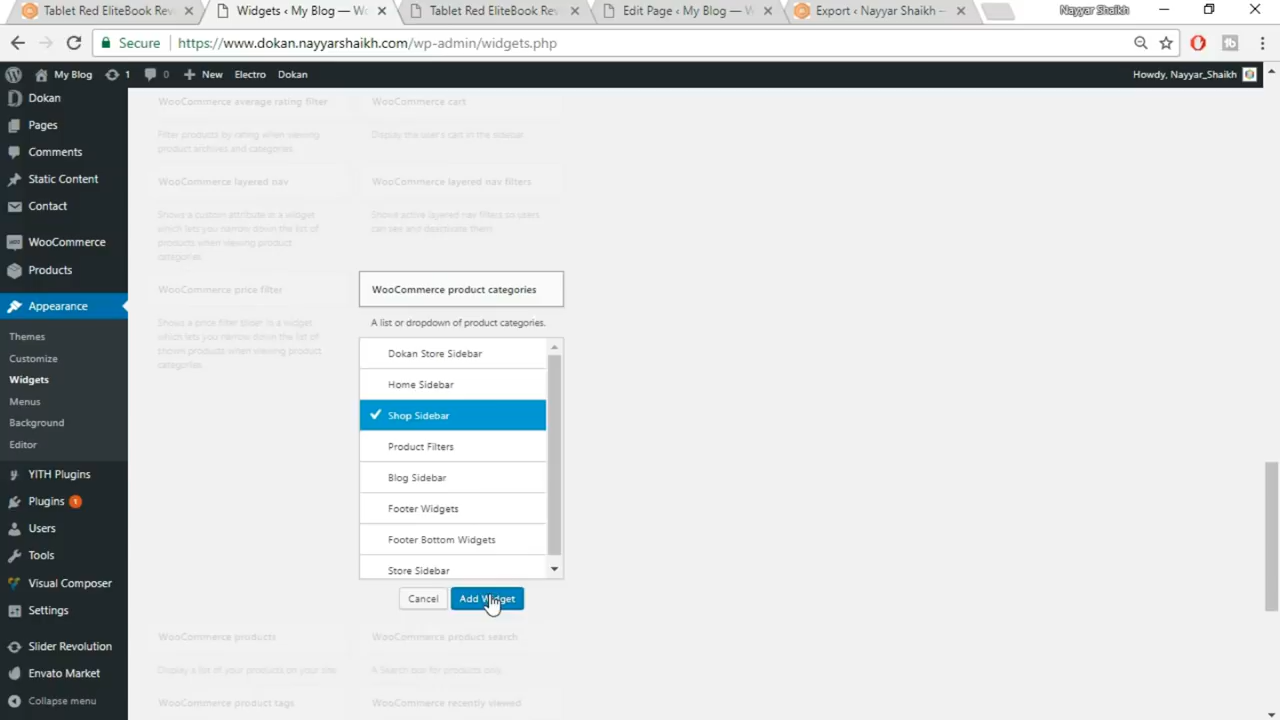 Tablet Red EliteBook Rev
Widgets ‹ My Blog — Wo
Tablet Red EliteBook Rev
Edit Page ‹ My Blog — W
Export ‹ Nayyar Shaikh —
Nayyar Shaikh
Secure
https://www.dokan.nayyarshaikh.com/wp-admin/widgets.php
My Blog
1
0
New
Electro
Dokan
Howdy, Nayyar_Shaikh
Dokan
Pages
Comments
Static Content
Contact
WooCommerce
Products
Appearance
Themes
Customize
Widgets
Menus
Background
Editor
YITH Plugins
Plugins 1
Users
Tools
Visual Composer
Settings
Slider Revolution
Envato Market
Collapse menu
WooCommerce average rating filter
Filter products by rating when viewing
product archives and categories.
WooCommerce cart
Display the user's cart in the sidebar.
WooCommerce layered nav
Shows a custom attribute in a widget
which lets you narrow down the list of
products when viewing product
categories.
WooCommerce layered nav filters
Shows active layered nav filters so users
can see and deactivate them.
WooCommerce price filter
Shows a price filter slider in a widget
which lets you narrow down the list of
shown products when viewing product
categories.
WooCommerce product categories
A list or dropdown of product categories.
Dokan Store Sidebar
Home Sidebar
Shop Sidebar
Product Filters
Blog Sidebar
Footer Widgets
Footer Bottom Widgets
Store Sidebar
Cancel
Add Widget
WooCommerce products
Display a list of your products on your site.
WooCommerce product search
A Search box for products only.
WooCommerce product tags
WooCommerce recently viewed